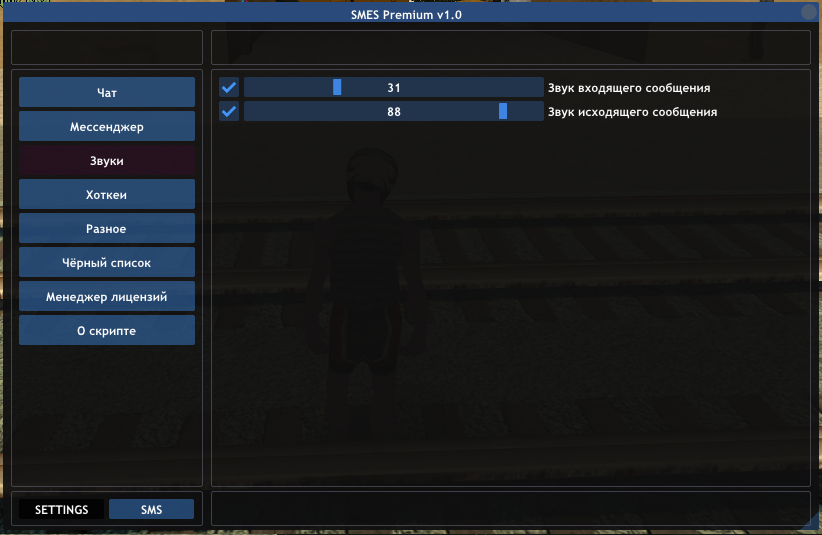 SMES Premium v1.0
Чат
Мессенджер
Звуки
Хоткеи
Разное
Чёрный список
Менеджер лицензий
О скрипте
31 Звук входящего сообщения
88 Звук исходящего сообщения
SETTINGS SMS